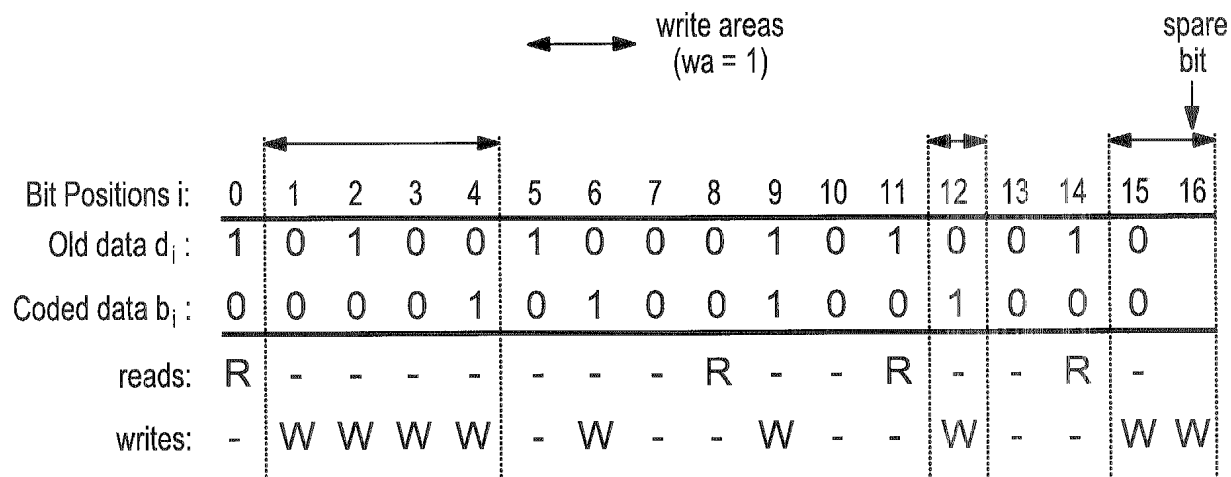 write areas
(wa = 1)
spare
bit
Bit Positions i: 0 1 2 3 4 5 6 7 8 9 10 11 12 13 14 15 16
Old data dᵢ : 1 0 1 0 0 1 0 0 0 1 0 1 0 0 1 0
Coded data bᵢ : 0 0 0 0 1 0 1 0 0 1 0 0 1 0 0 0
reads: R - - - - - - - R - - R - - R -
writes: - W W W W - W - - W - - W - - W W